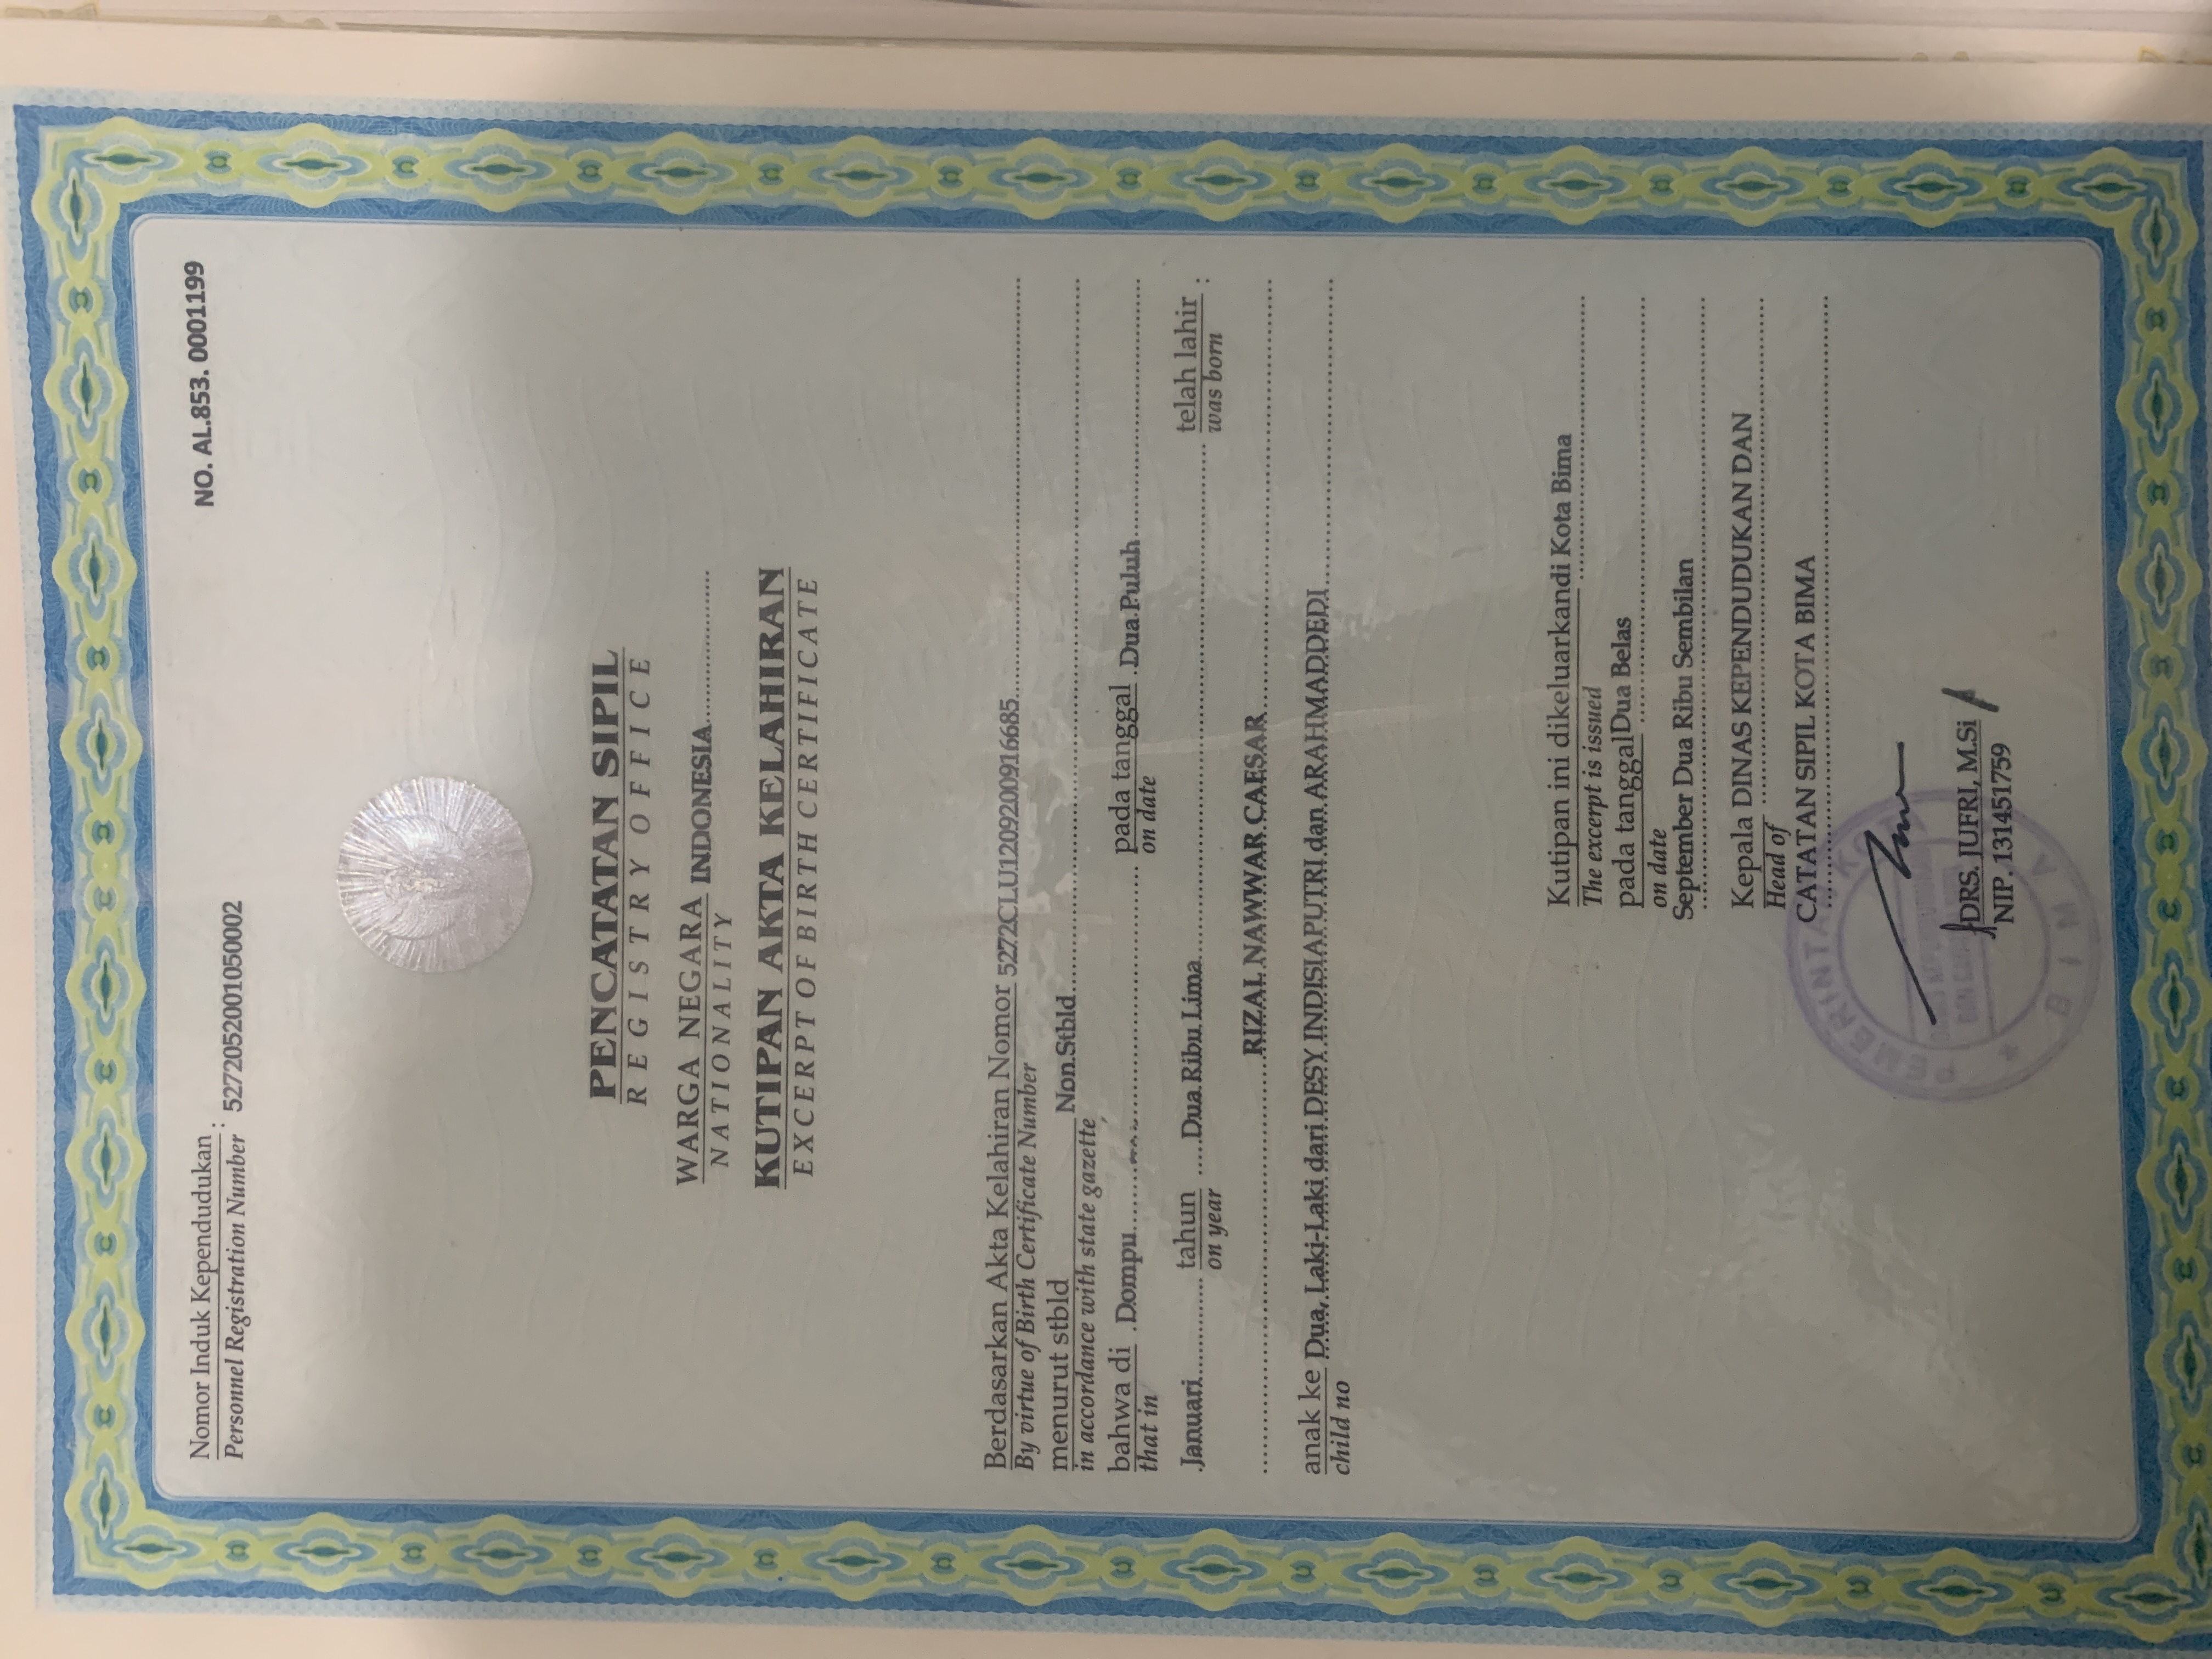 NO. AL.853. 0001199
Nomor Induk Kependudukan : 5272052001050002
Personnel Registration Number
PENCATATAN SIPIL
REGISTRY OFFICE
WARGA NEGARA INDONESIA
NATIONALITY
KUTIPAN AKTA KELAHIRAN
EXCERPT OF BIRTH CERTIFICATE
Berdasarkan Akta Kelahiran Nomor 5272CLU1209200916685
By virtue of Birth Certificate Number
menurut stbld Non Stbld
in accordance with state gazette
bahwa di Dompu pada tanggal Dua Puluh
that in on date
Januari tahun Dua Ribu Lima telah lahir :
on year was born
RIZAL NAWWAR CAESAR
anak ke Dua, Laki-Laki dari DESY INDISIAPUTRI dan ARAHMADDEDI
child no
Kutipan ini dikeluarkan di Kota Bima
The excerpt is issued
pada tanggal Dua Belas
on date
September Dua Ribu Sembilan
Kepala DINAS KEPENDUDUKAN DAN
Head of
CATATAN SIPIL KOTA BIMA
DRS. JUFRI, M.Si
NIP. 131451759
BIMA